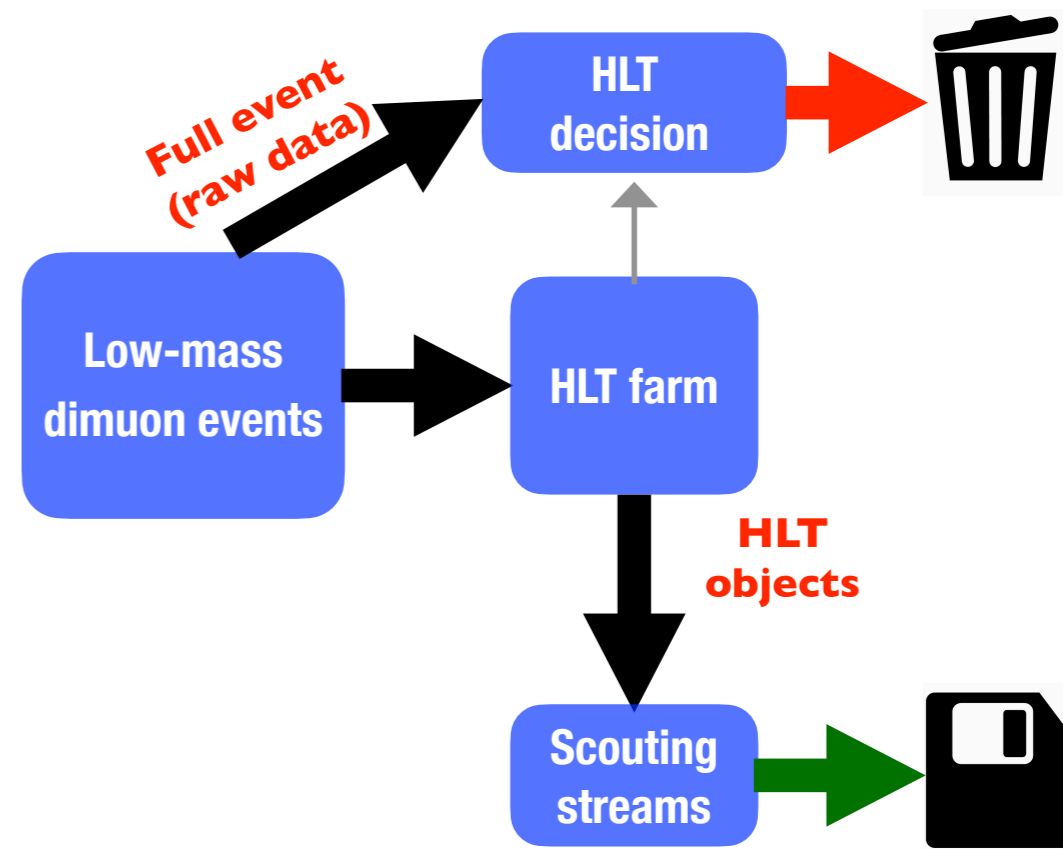 Full event
(raw data)
HLT
decision
Low-mass
dimuon events
HLT farm
HLT
objects
Scouting
streams